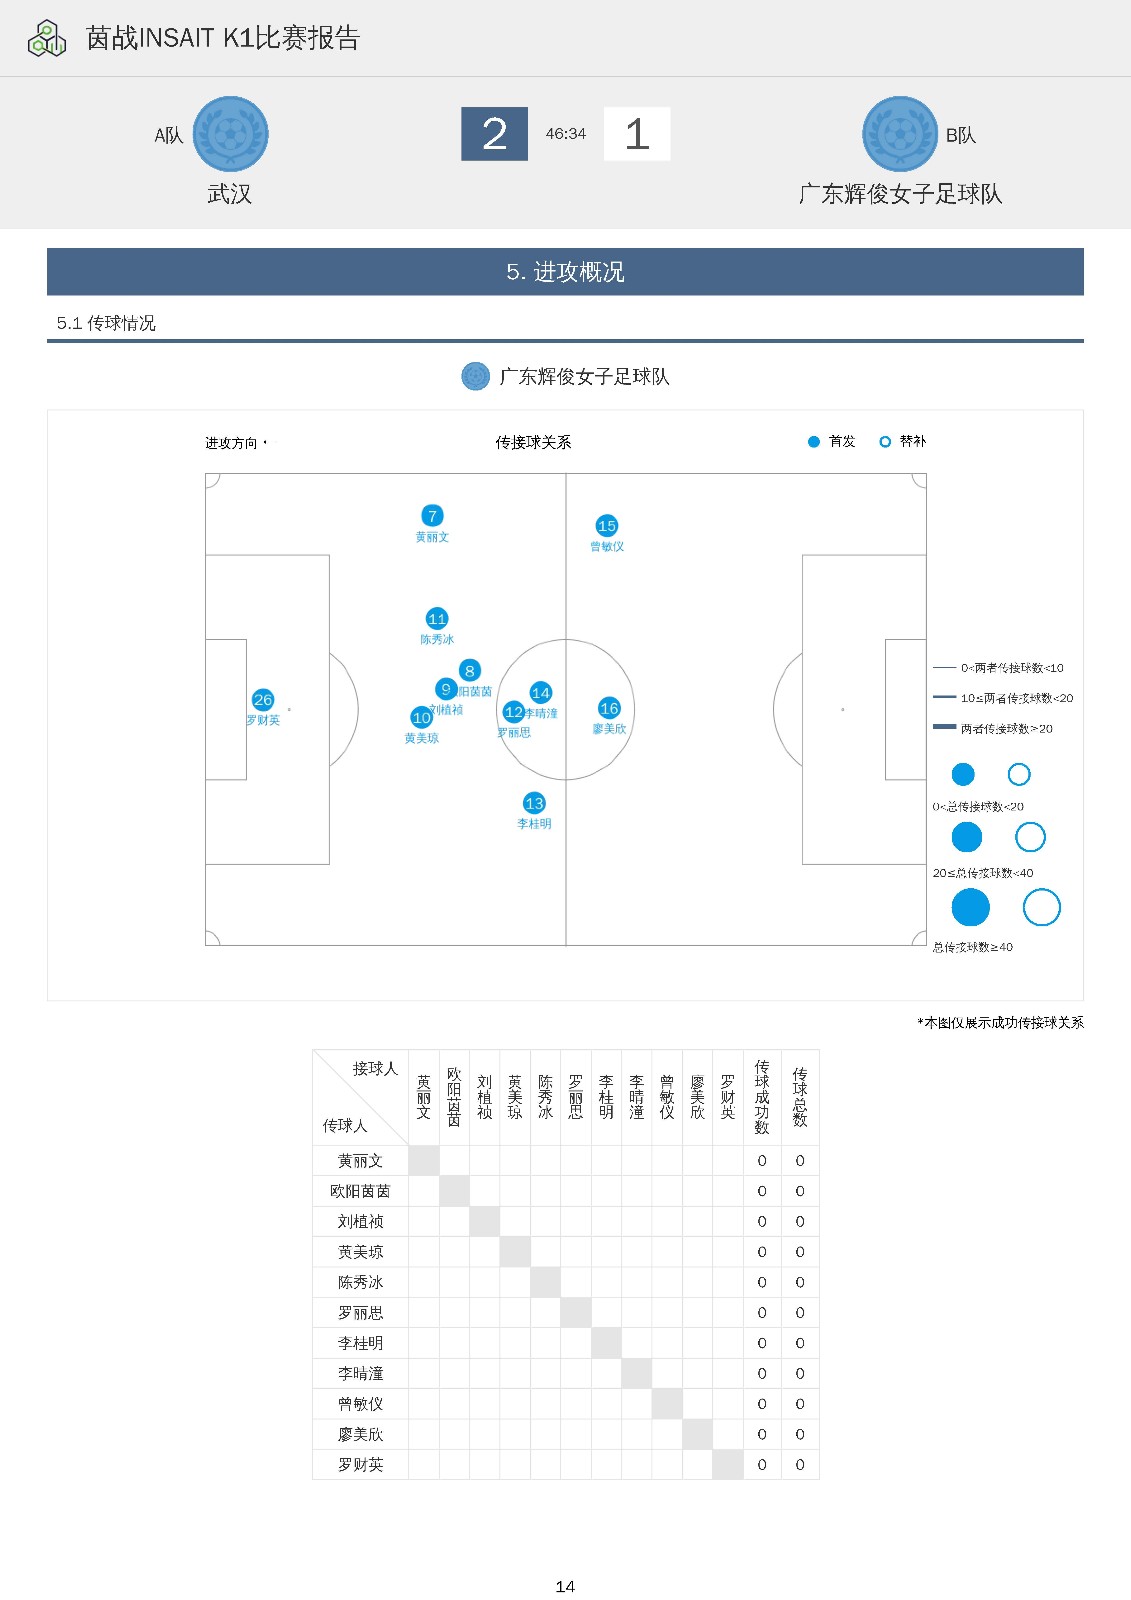 茵战INSAIT K1比赛报告
A队
2
46:34
1
B队
武汉
广东辉俊女子足球队
5. 进攻概况
5.1 传球情况
广东辉俊女子足球队
进攻方向
传接球关系
首发
替补
7
黄丽文
15
曾敏仪
11
陈秀冰
8
阳茵茵
9
刘植祯
26
罗财英
10
黄美琼
12
罗丽思
14
李晴潼
16
廖美欣
13
李桂明
0<两者传接球数<10
10≤两者传接球数<20
两者传接球数≥20
0<总传接球数<20
20≤总传接球数<40
总传接球数≥40
*本图仅展示成功传接球关系
接球人
传球人
黄丽文 欧阳茵茵 刘植祯 黄美琼 陈秀冰 罗丽思 李桂明 李晴潼 曾敏仪 廖美欣 罗财英 传球成功数 传球总数
黄丽文 0 0
欧阳茵茵 0 0
刘植祯 0 0
黄美琼 0 0
陈秀冰 0 0
罗丽思 0 0
李桂明 0 0
李晴潼 0 0
曾敏仪 0 0
廖美欣 0 0
罗财英 0 0
14